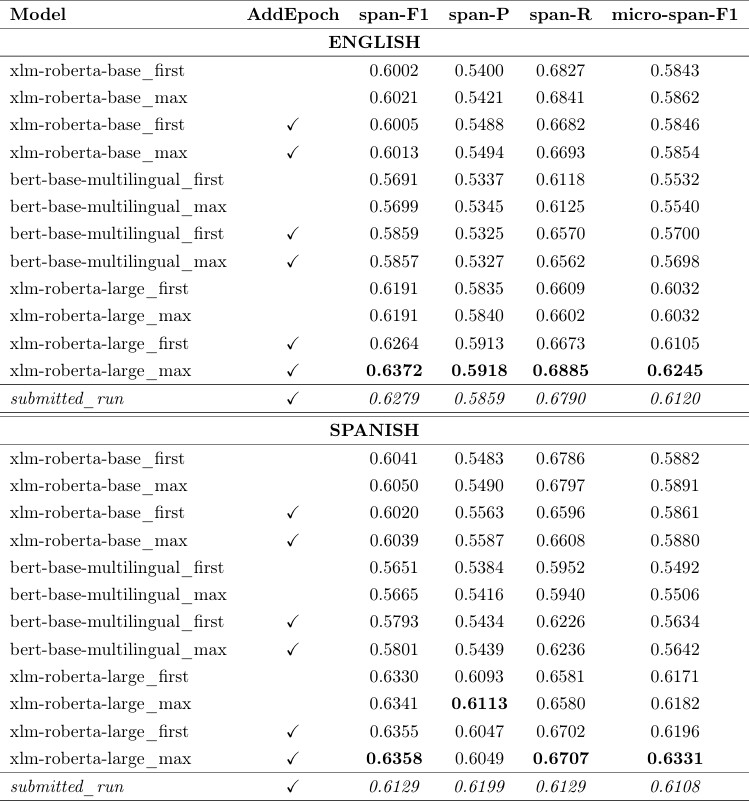 Model AddEpoch span-F1 span-P span-R micro-span-F1
ENGLISH
xlm-roberta-base_first 0.6002 0.5400 0.6827 0.5843
xlm-roberta-base_max 0.6021 0.5421 0.6841 0.5862
xlm-roberta-base_first ✓ 0.6005 0.5488 0.6682 0.5846
xlm-roberta-base_max ✓ 0.6013 0.5494 0.6693 0.5854
bert-base-multilingual_first 0.5691 0.5337 0.6118 0.5532
bert-base-multilingual_max 0.5699 0.5345 0.6125 0.5540
bert-base-multilingual_first ✓ 0.5859 0.5325 0.6570 0.5700
bert-base-multilingual_max ✓ 0.5857 0.5327 0.6562 0.5698
xlm-roberta-large_first 0.6191 0.5835 0.6609 0.6032
xlm-roberta-large_max 0.6191 0.5840 0.6602 0.6032
xlm-roberta-large_first ✓ 0.6264 0.5913 0.6673 0.6105
xlm-roberta-large_max ✓ 0.6372 0.5918 0.6885 0.6245
submitted_run ✓ 0.6279 0.5859 0.6790 0.6120
SPANISH
xlm-roberta-base_first 0.6041 0.5483 0.6786 0.5882
xlm-roberta-base_max 0.6050 0.5490 0.6797 0.5891
xlm-roberta-base_first ✓ 0.6020 0.5563 0.6596 0.5861
xlm-roberta-base_max ✓ 0.6039 0.5587 0.6608 0.5880
bert-base-multilingual_first 0.5651 0.5384 0.5952 0.5492
bert-base-multilingual_max 0.5665 0.5416 0.5940 0.5506
bert-base-multilingual_first ✓ 0.5793 0.5434 0.6226 0.5634
bert-base-multilingual_max ✓ 0.5801 0.5439 0.6236 0.5642
xlm-roberta-large_first 0.6330 0.6093 0.6581 0.6171
xlm-roberta-large_max 0.6341 0.6113 0.6580 0.6182
xlm-roberta-large_first ✓ 0.6355 0.6047 0.6702 0.6196
xlm-roberta-large_max ✓ 0.6358 0.6049 0.6707 0.6331
submitted_run ✓ 0.6129 0.6199 0.6129 0.6108